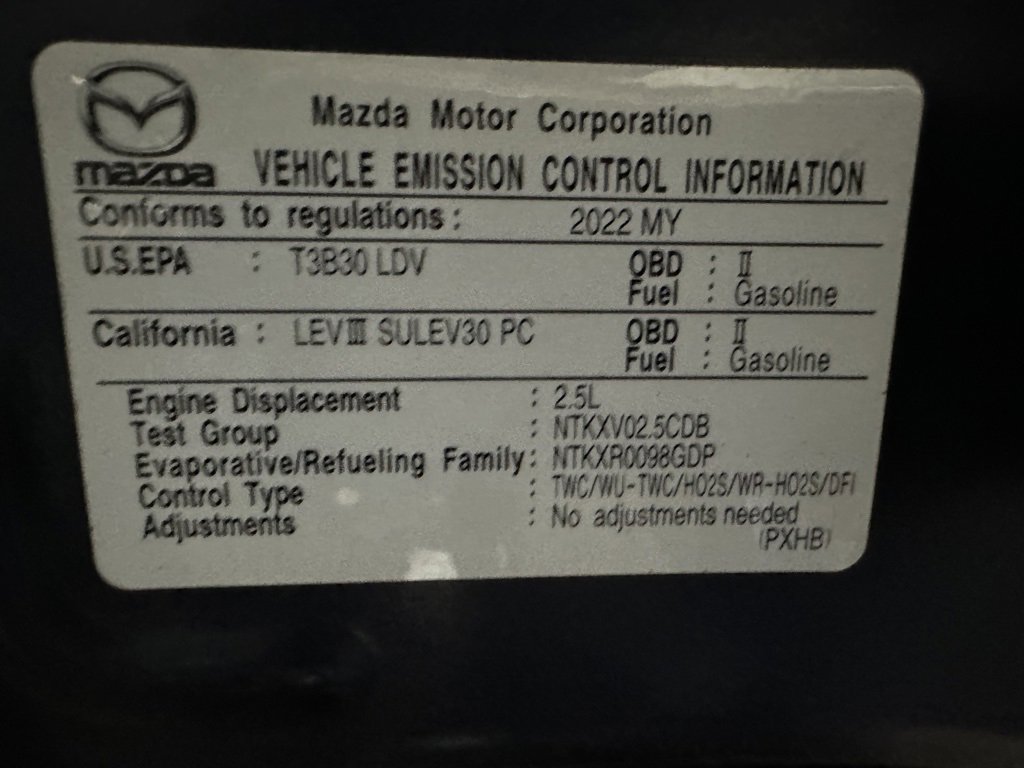 Mazda Motor Corporation
mazda VEHICLE EMISSION CONTROL INFORMATION
Conforms to regulations : 2022 MY
U.S.EPA : T3B30 LDV OBD : II
Fuel : Gasoline
California : LEVIII SULEV30 PC OBD : II
Fuel : Gasoline
Engine Displacement : 2.5L
Test Group : NTKXV02.5CDB
Evaporative/Refueling Family : NTKXR0098GDP
Control Type : TWC/WU-TWC/HO2S/WR-HO2S/DFI
Adjustments : No adjustments needed
(PXHB)